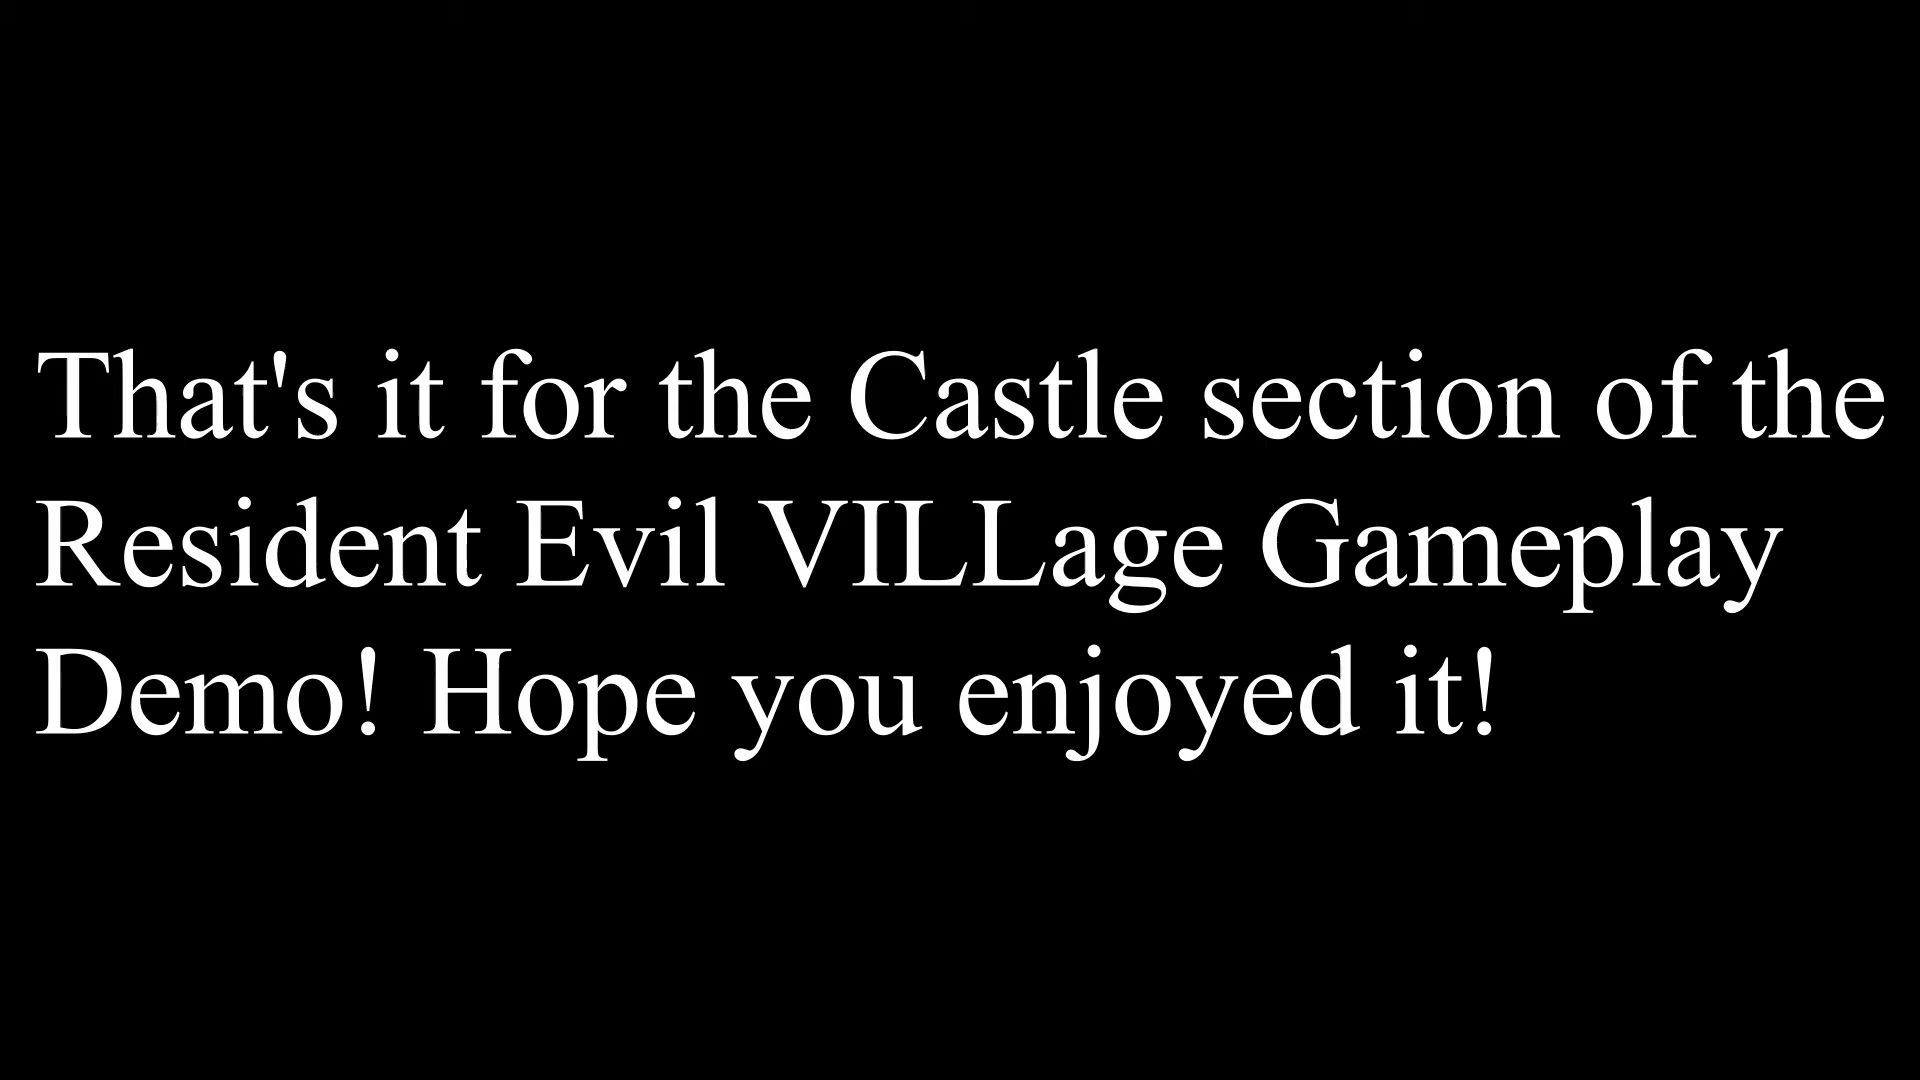 That's it for the Castle section of the
Resident Evil VILLage Gameplay
Demo! Hope you enjoyed it!